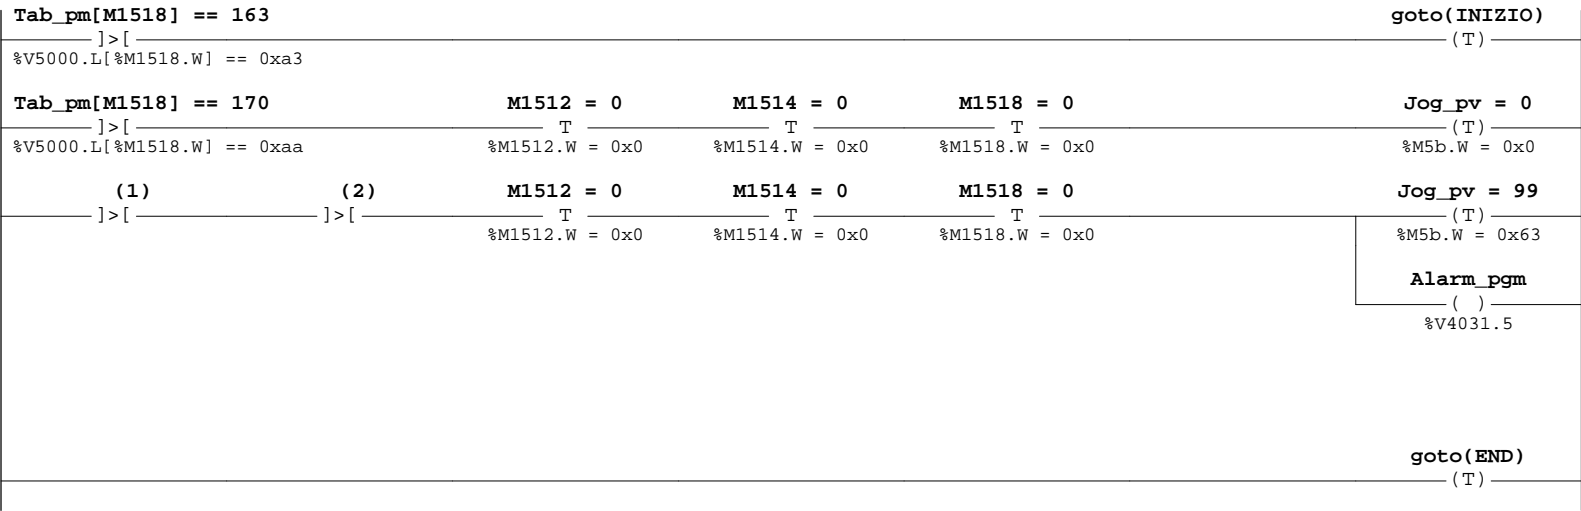 Tab_pm[M1518] == 163 goto(INIZIO)
]>[ (T)
%V5000.L[%M1518.W] == 0xa3
Tab_pm[M1518] == 170 M1512 = 0 M1514 = 0 M1518 = 0 Jog_pv = 0
]>[ T T T (T)
%V5000.L[%M1518.W] == 0xaa %M1512.W = 0x0 %M1514.W = 0x0 %M1518.W = 0x0 %M5b.W = 0x0
(1) (2) M1512 = 0 M1514 = 0 M1518 = 0 Jog_pv = 99
]>[ ]>[ T T T (T)
%M1512.W = 0x0 %M1514.W = 0x0 %M1518.W = 0x0 %M5b.W = 0x63
Alarm_pgm
( )
%V4031.5
goto(END)
(T)